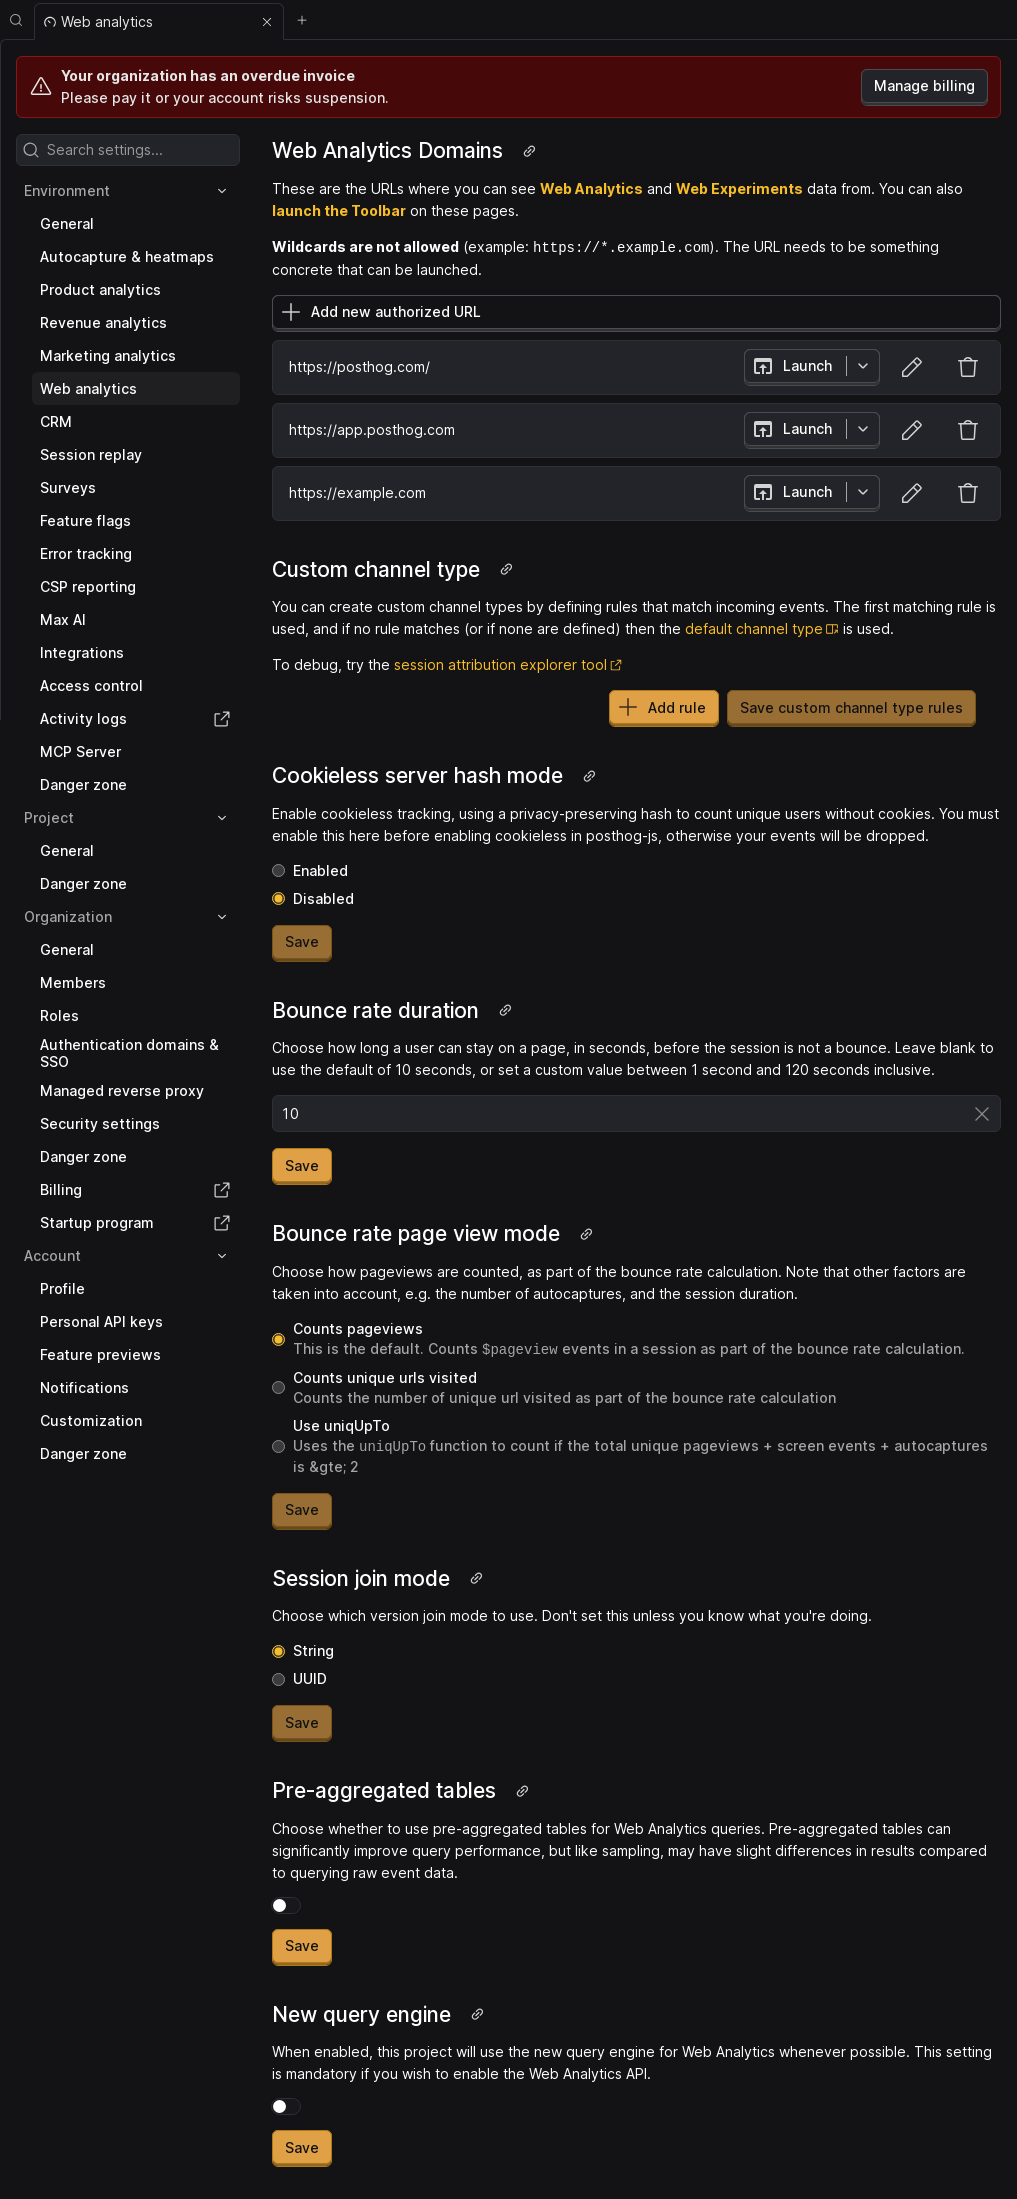 Web analytics
Your organization has an overdue invoice
Please pay it or your account risks suspension.
Manage billing
Search settings...
Environment
General
Autocapture & heatmaps
Product analytics
Revenue analytics
Marketing analytics
Web analytics
CRM
Session replay
Surveys
Feature flags
Error tracking
CSP reporting
Max AI
Integrations
Access control
Activity logs
MCP Server
Danger zone
Project
General
Danger zone
Organization
General
Members
Roles
Authentication domains &
SSO
Managed reverse proxy
Security settings
Danger zone
Billing
Startup program
Account
Profile
Personal API keys
Feature previews
Notifications
Customization
Danger zone
Web Analytics Domains
These are the URLs where you can see Web Analytics and Web Experiments data from. You can also
launch the Toolbar on these pages.
Wildcards are not allowed (example: https://*.example.com). The URL needs to be something
concrete that can be launched.
Add new authorized URL
https://posthog.com/
Launch
https://app.posthog.com
Launch
https://example.com
Launch
Custom channel type
You can create custom channel types by defining rules that match incoming events. The first matching rule is
used, and if no rule matches (or if none are defined) then the default channel type is used.
To debug, try the session attribution explorer tool
Add rule
Save custom channel type rules
Cookieless server hash mode
Enable cookieless tracking, using a privacy-preserving hash to count unique users without cookies. You must
enable this here before enabling cookieless in posthog-js, otherwise your events will be dropped.
Enabled
Disabled
Save
Bounce rate duration
Choose how long a user can stay on a page, in seconds, before the session is not a bounce. Leave blank to
use the default of 10 seconds, or set a custom value between 1 second and 120 seconds inclusive.
10
Save
Bounce rate page view mode
Choose how pageviews are counted, as part of the bounce rate calculation. Note that other factors are
taken into account, e.g. the number of autocaptures, and the session duration.
Counts pageviews
This is the default. Counts $pageview events in a session as part of the bounce rate calculation.
Counts unique urls visited
Counts the number of unique url visited as part of the bounce rate calculation
Use uniqUpTo
Uses the uniqUpTo function to count if the total unique pageviews + screen events + autocaptures
is &gte; 2
Save
Session join mode
Choose which version join mode to use. Don't set this unless you know what you're doing.
String
UUID
Save
Pre-aggregated tables
Choose whether to use pre-aggregated tables for Web Analytics queries. Pre-aggregated tables can
significantly improve query performance, but like sampling, may have slight differences in results compared
to querying raw event data.
Save
New query engine
When enabled, this project will use the new query engine for Web Analytics whenever possible. This setting
is mandatory if you wish to enable the Web Analytics API.
Save